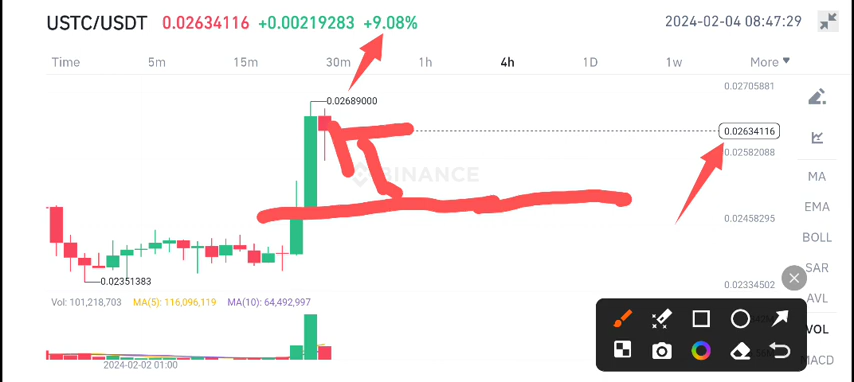 USTC/USDT 0.02634116 +0.00219283 +9.08% 2024-02-04 08:47:29
Time 5m 15m 30m 1h 4h 1D 1w More
0.02705881
0.02689000
0.02634116
0.02582088
BINANCE
MA
EMA
0.02458295
BOLL
SAR
0.02351383
0.02334502
AVL
Vol: 101,218,703 MA(5): 116,096,119 MA(10): 64,492,997
VOL
2024-02-02 01:00
MACD